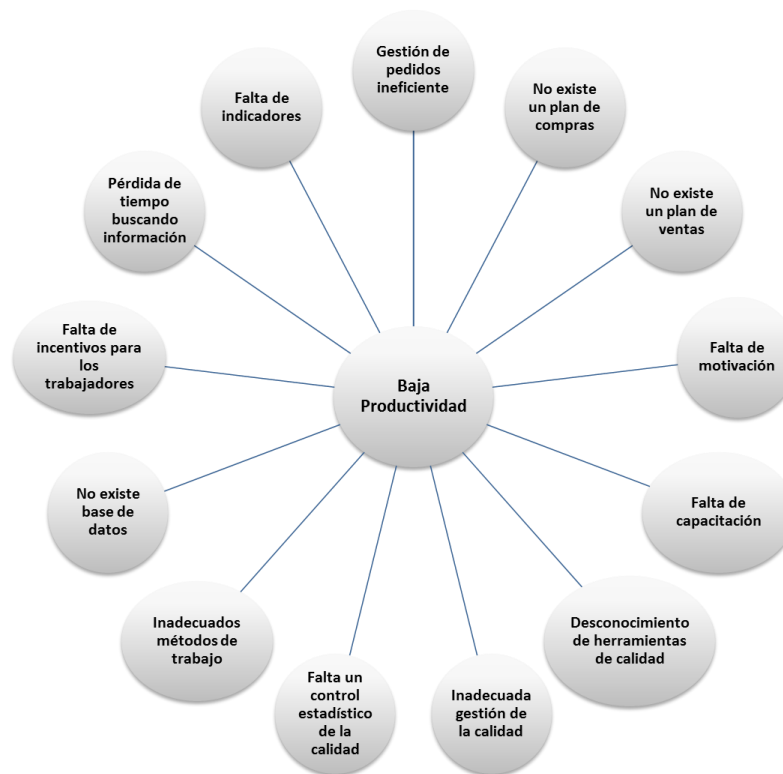 Gestión de
pedidos
ineficiente
No existe
un plan de
compras
No existe
un plan de
ventas
Falta de
motivación
Falta de
capacitación
Desconocimiento
de herramientas
de calidad
Inadecuada
gestión de
la calidad
Falta un
control
estadístico
de la
calidad
Inadecuados
métodos de
trabajo
No existe
base de
datos
Falta de
incentivos para
los
trabajadores
Pérdida de
tiempo
buscando
información
Falta de
indicadores
Baja
Productividad